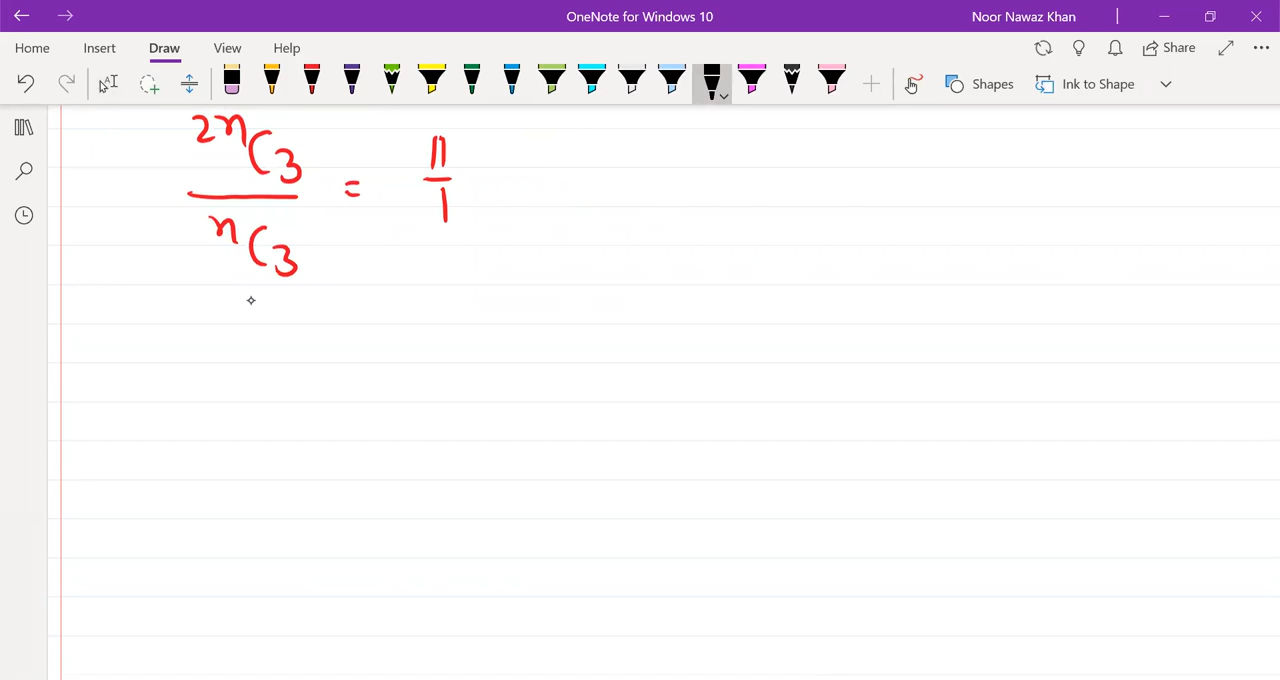 OneNote for Windows 10 Noor Nawaz Khan
Home Insert Draw View Help Share
Shapes Ink to Shape
2nC3 = 11
nC3 1